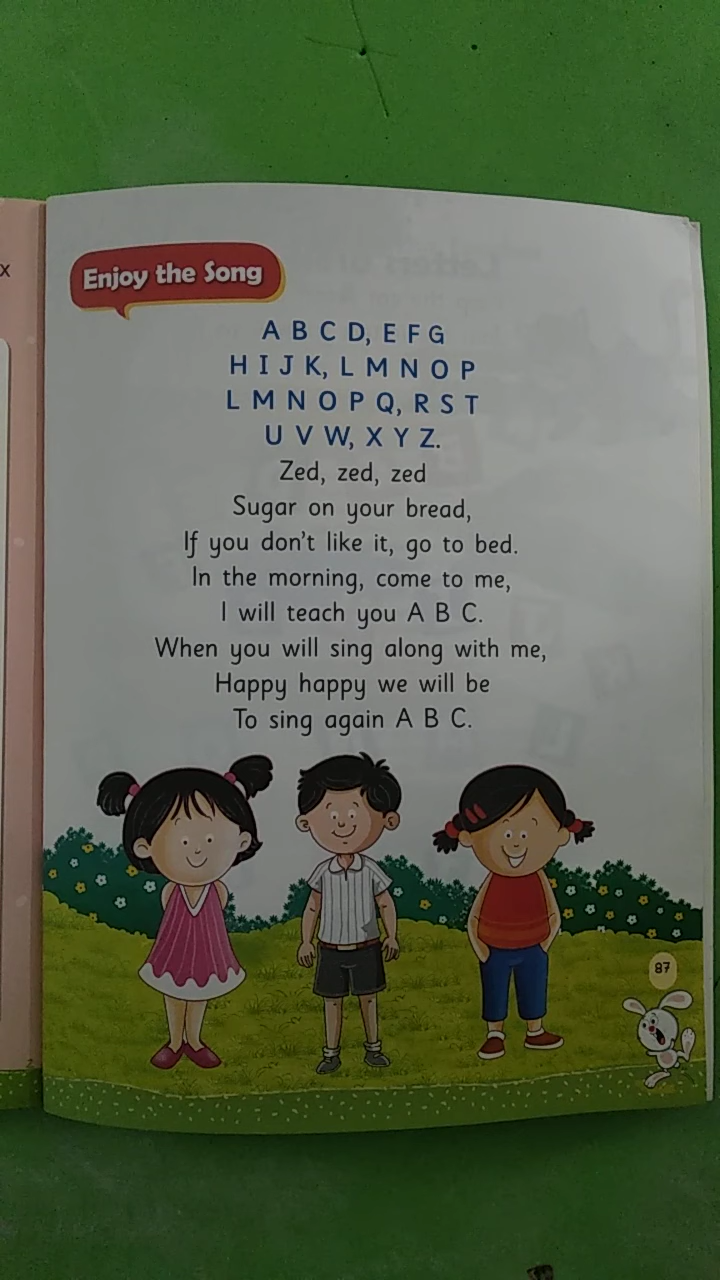 x
Enjoy the Song
A B C D, E F G
H I J K, L M N O P
L M N O P Q, R S T
U V W, X Y Z.
Zed, zed, zed
Sugar on your bread,
If you don't like it, go to bed.
In the morning, come to me,
I will teach you A B C.
When you will sing along with me,
Happy happy we will be
To sing again A B C.
87